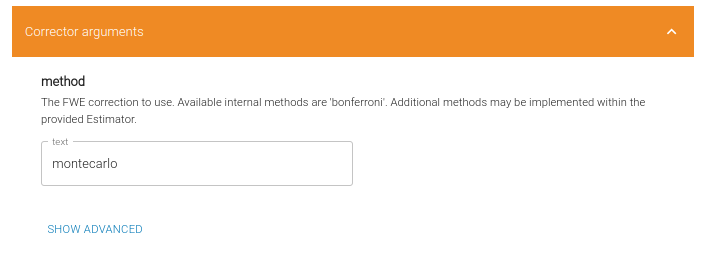 Corrector arguments
method
The FWE correction to use. Available internal methods are 'bonferroni'. Additional methods may be implemented within the
provided Estimator.
text
montecarlo
SHOW ADVANCED